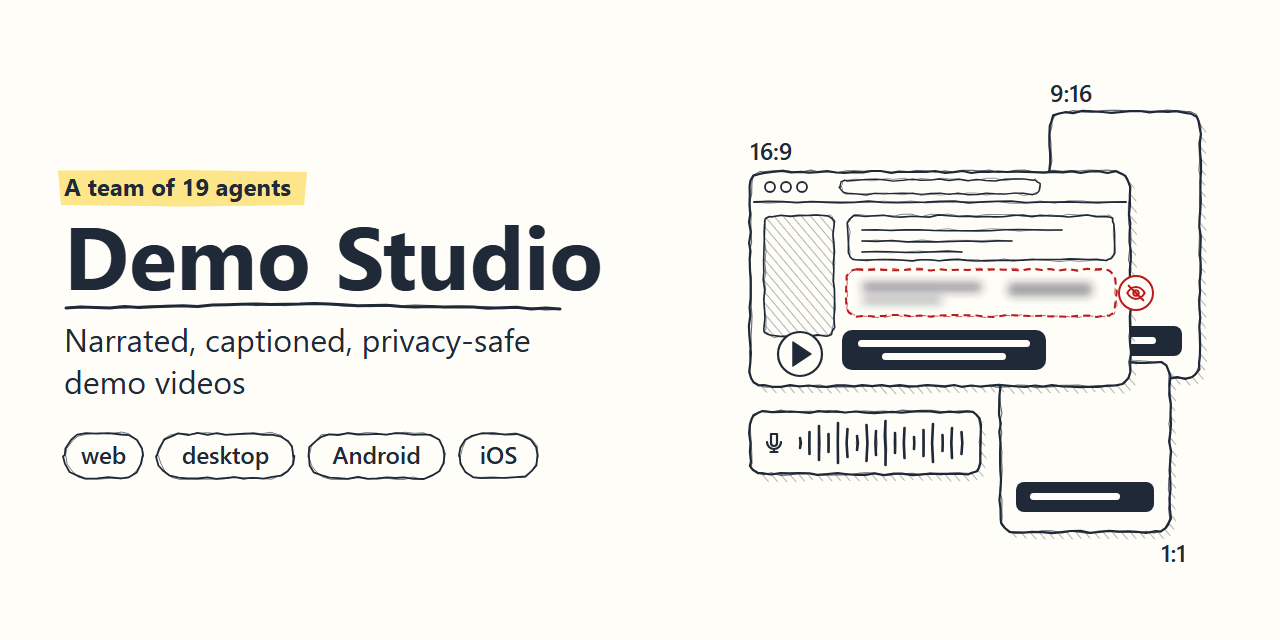 A team of 19 agents
Demo Studio
Narrated, captioned, privacy-safe
demo videos
web
desktop
Android
iOS
16:9
9:16
1:1